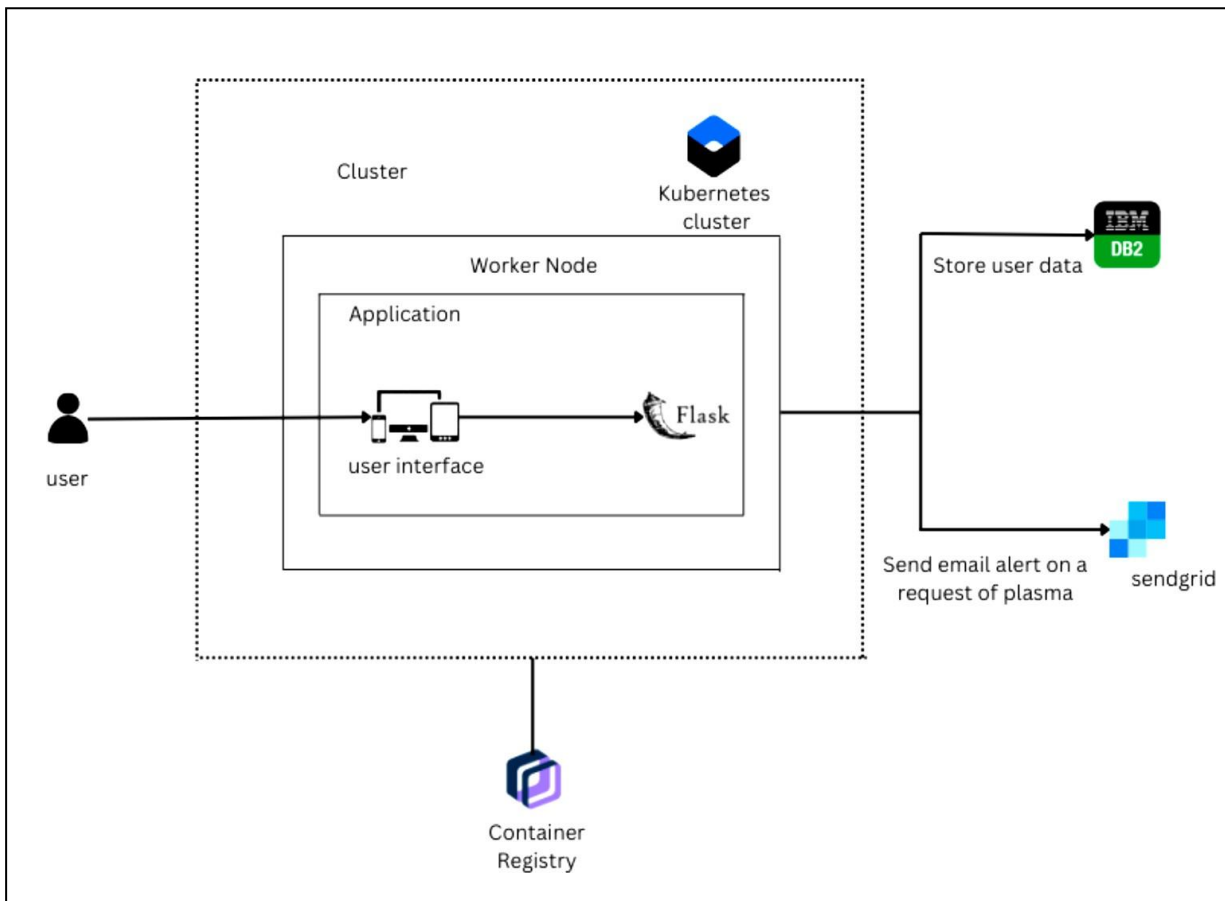 Cluster
Kubernetes
cluster
Worker Node
Application
Flask
user interface
user
IBM
DB2
Store user data
Send email alert on a
request of plasma
sendgrid
Container
Registry